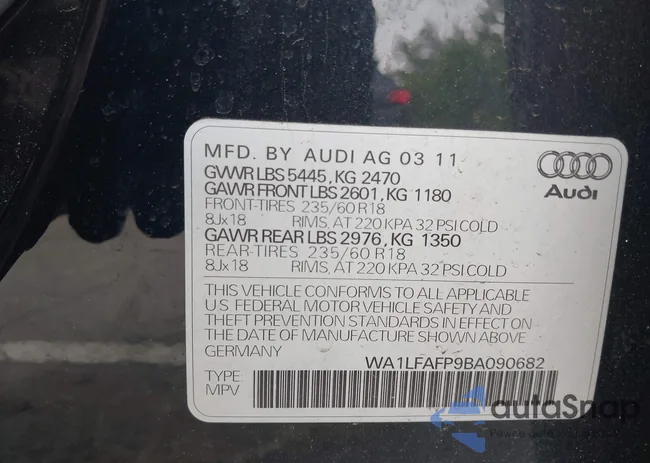 MFD. BY AUDI AG 03 11
GVWR LBS 5445, KG 2470
GAWR FRONT LBS 2601, KG 1180
FRONT-TIRES 235/60 R18
8Jx18 RIMS, AT 220 KPA 32 PSI COLD
GAWR REAR LBS 2976, KG 1350
REAR-TIRES 235/60 R18
8Jx18 RIMS, AT 220 KPA 32 PSI COLD
Audi
THIS VEHICLE CONFORMS TO ALL APPLICABLE
U.S. FEDERAL MOTOR VEHICLE SAFETY AND
THEFT PREVENTION STANDARDS IN EFFECT ON
THE DATE OF MANUFACTURE SHOWN ABOVE
GERMANY WA1LFAFP9BA090682
TYPE
MPV
autoSnap